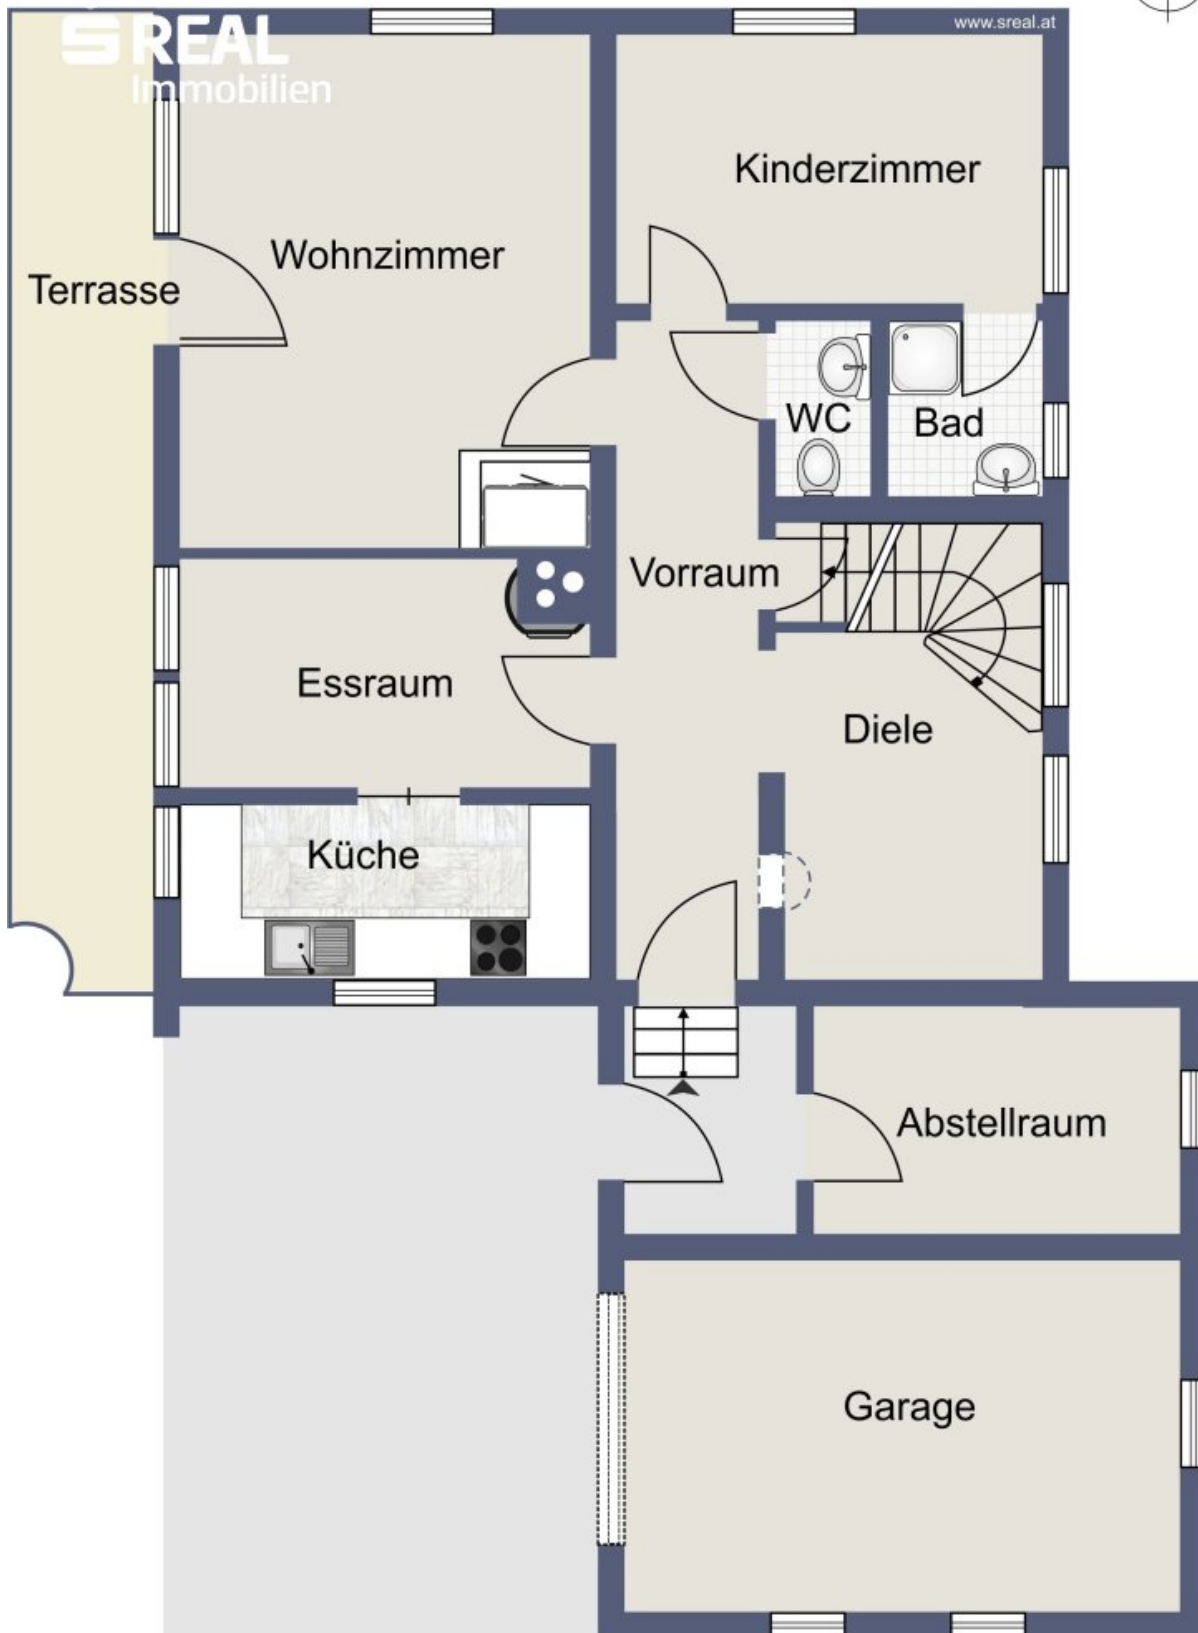 S REAL
Immobilien
www.sreal.at
Kinderzimmer
Wohnzimmer
Terrasse
WC
Bad
Vorraum
Essraum
Diele
Küche
Abstellraum
Garage